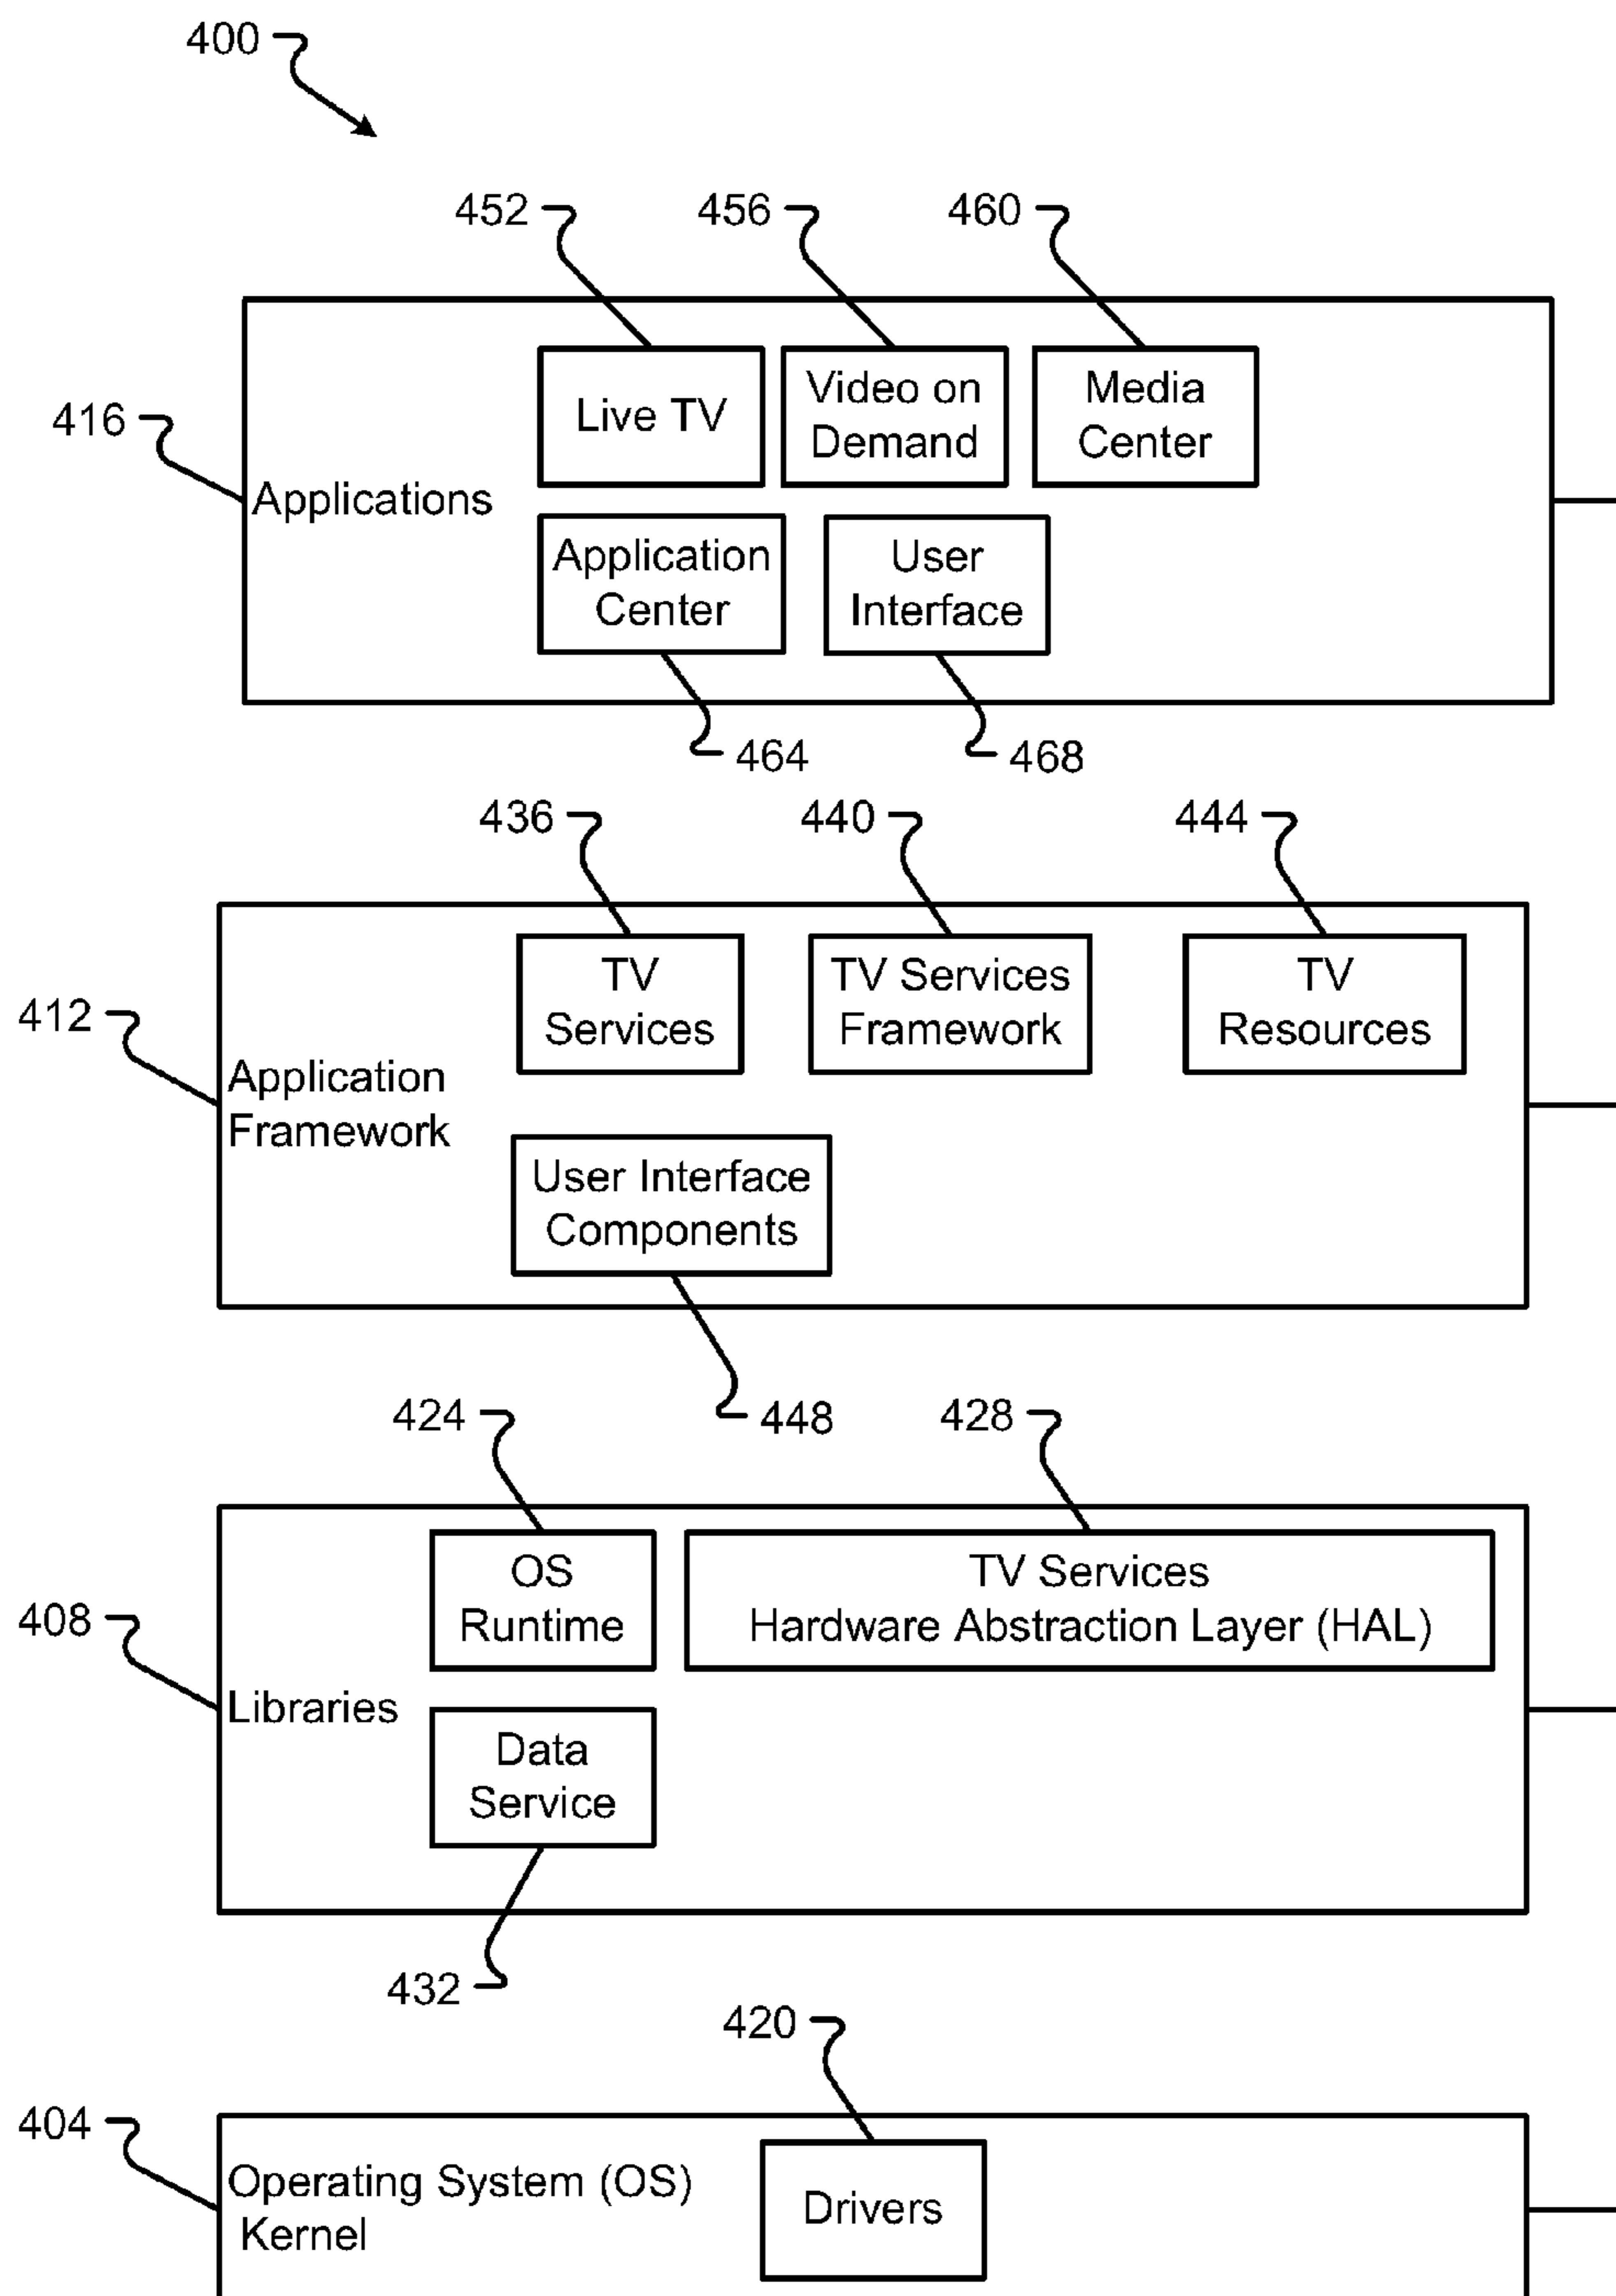 400
452
456
460
416
Applications
Live TV
Video on
Demand
Media
Center
Application
Center
User
Interface
464
468
436
440
444
412
Application
Framework
TV
Services
TV Services
Framework
TV
Resources
User Interface
Components
448
424
428
408
Libraries
OS
Runtime
TV Services
Hardware Abstraction Layer (HAL)
Data
Service
432
420
404
Operating System (OS)
Kernel
Drivers